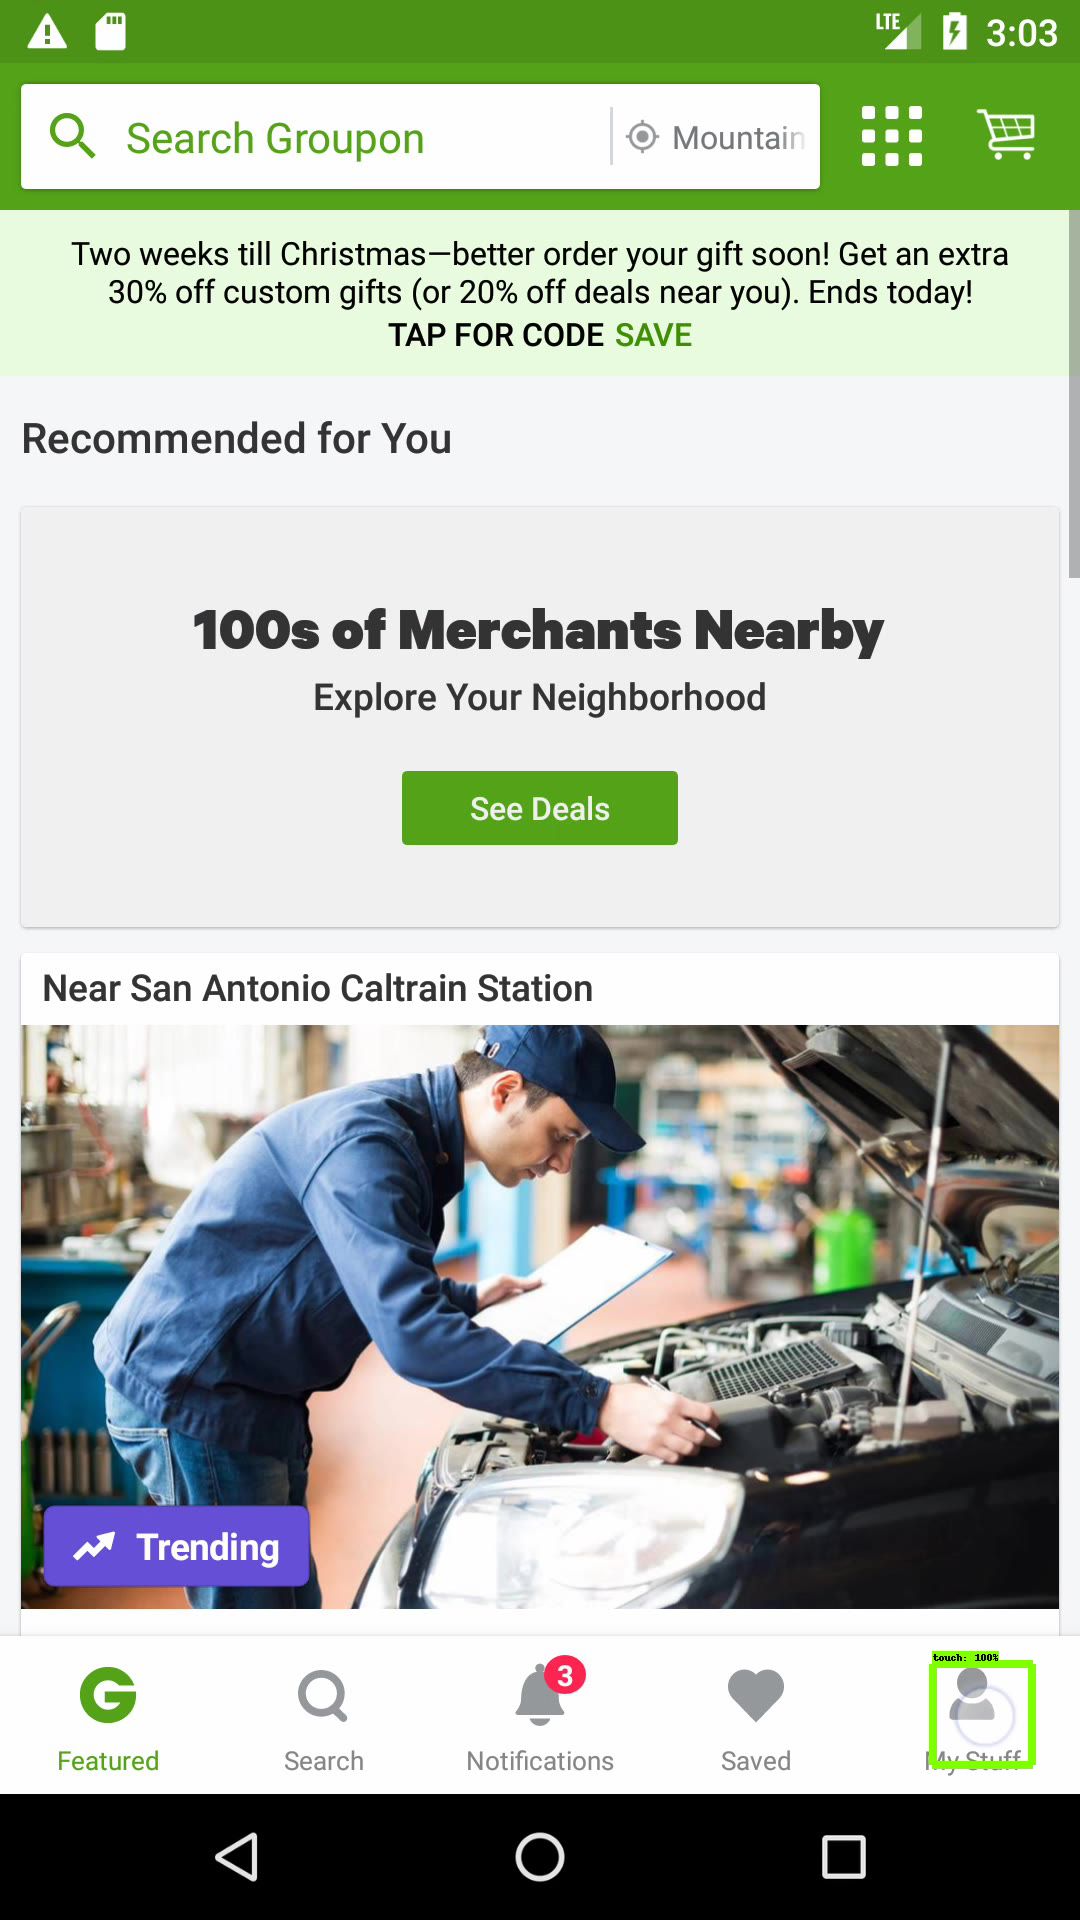 LTE 3:03
Search Groupon Mountain
Two weeks till Christmas—better order your gift soon! Get an extra
30% off custom gifts (or 20% off deals near you). Ends today!
TAP FOR CODE SAVE
Recommended for You
100s of Merchants Nearby
Explore Your Neighborhood
See Deals
Near San Antonio Caltrain Station
Trending
touch: 100%
3
Featured Search Notifications Saved My Stuff